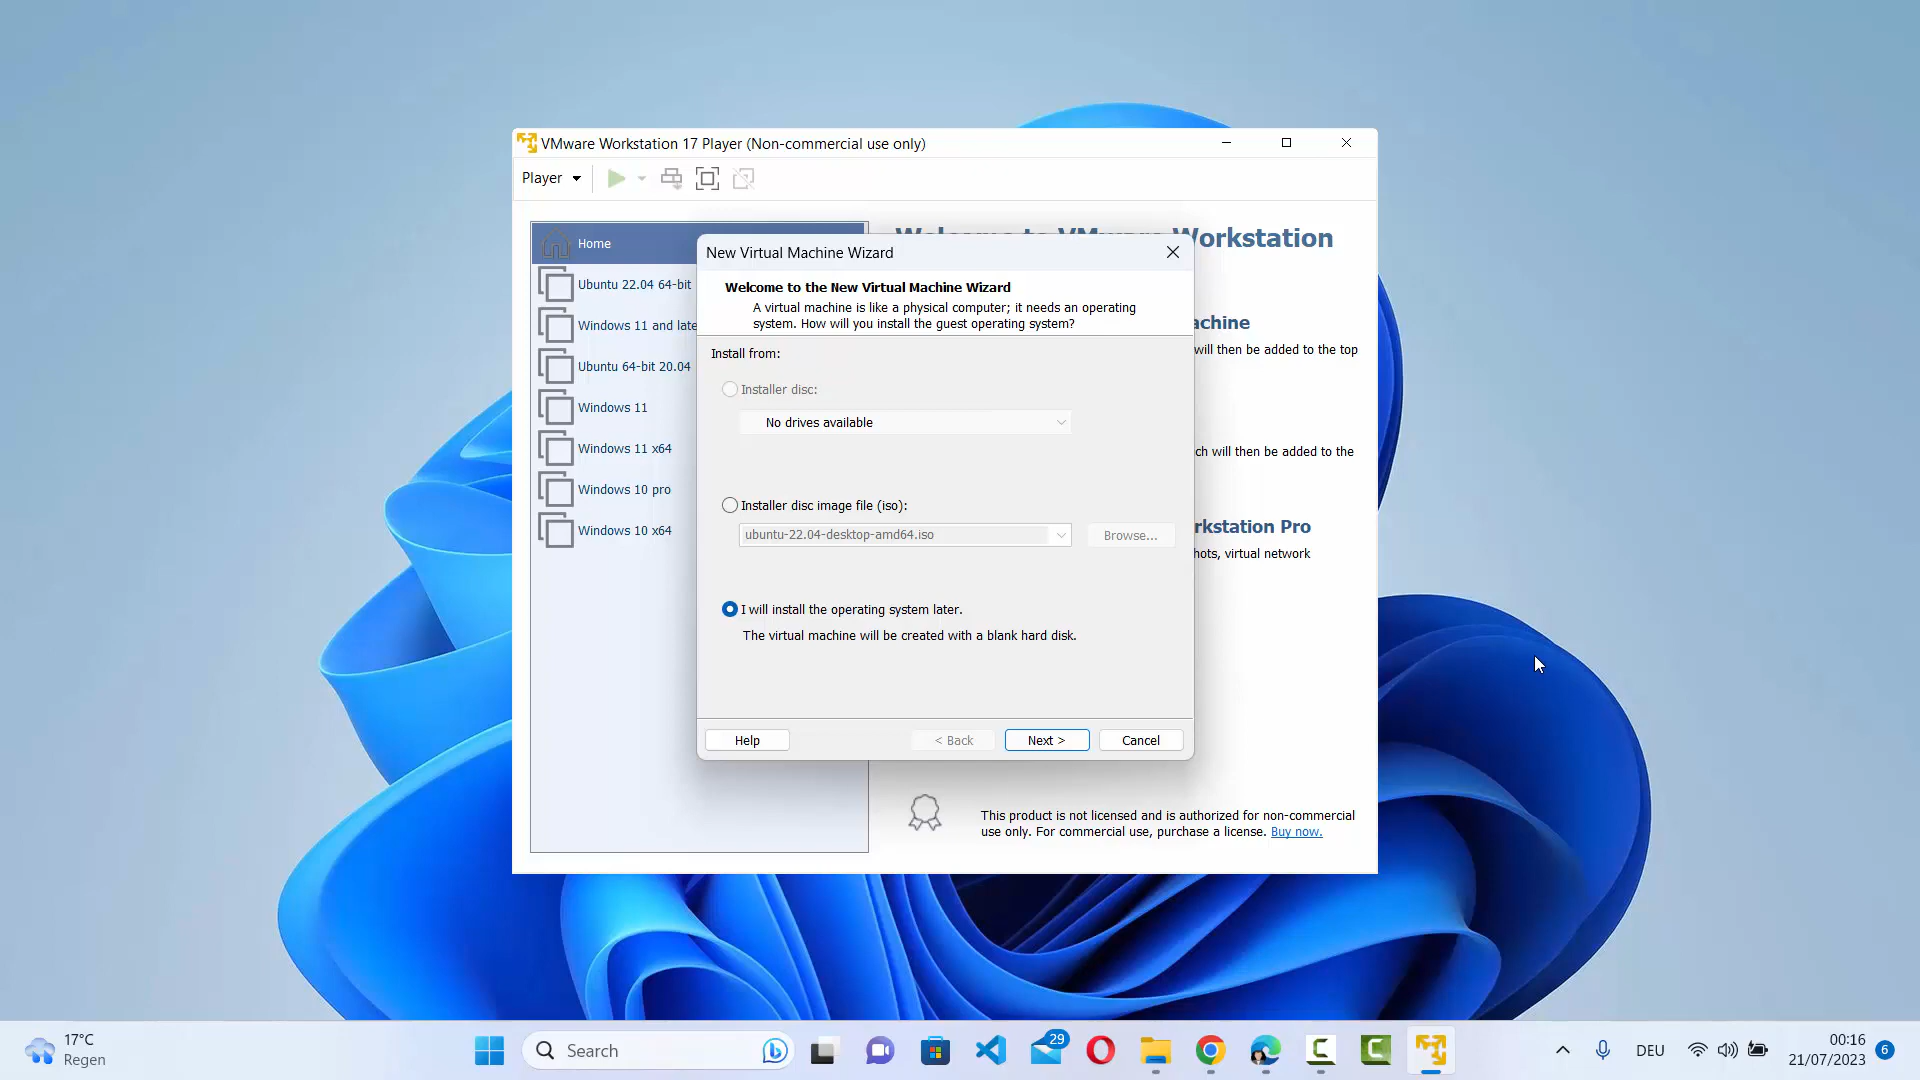 VMware Workstation 17 Player (Non-commercial use only)
Player
Home
Ubuntu 22.04 64-bit
Windows 11 and late
Ubuntu 64-bit 20.04
Windows 11
Windows 11 x64
Windows 10 pro
Windows 10 x64
Welcome to VMware Workstation
achine
will then be added to the top
ch will then be added to the
rkstation Pro
hots, virtual network
New Virtual Machine Wizard
Welcome to the New Virtual Machine Wizard
A virtual machine is like a physical computer; it needs an operating
system. How will you install the guest operating system?
Install from:
Installer disc:
No drives available
Installer disc image file (iso):
ubuntu-22.04-desktop-amd64.iso
Browse...
I will install the operating system later.
The virtual machine will be created with a blank hard disk.
Help
< Back
Next >
Cancel
This product is not licensed and is authorized for non-commercial
use only. For commercial use, purchase a license. Buy now.
17°C
Regen
Search
29
DEU
00:16
21/07/2023
6